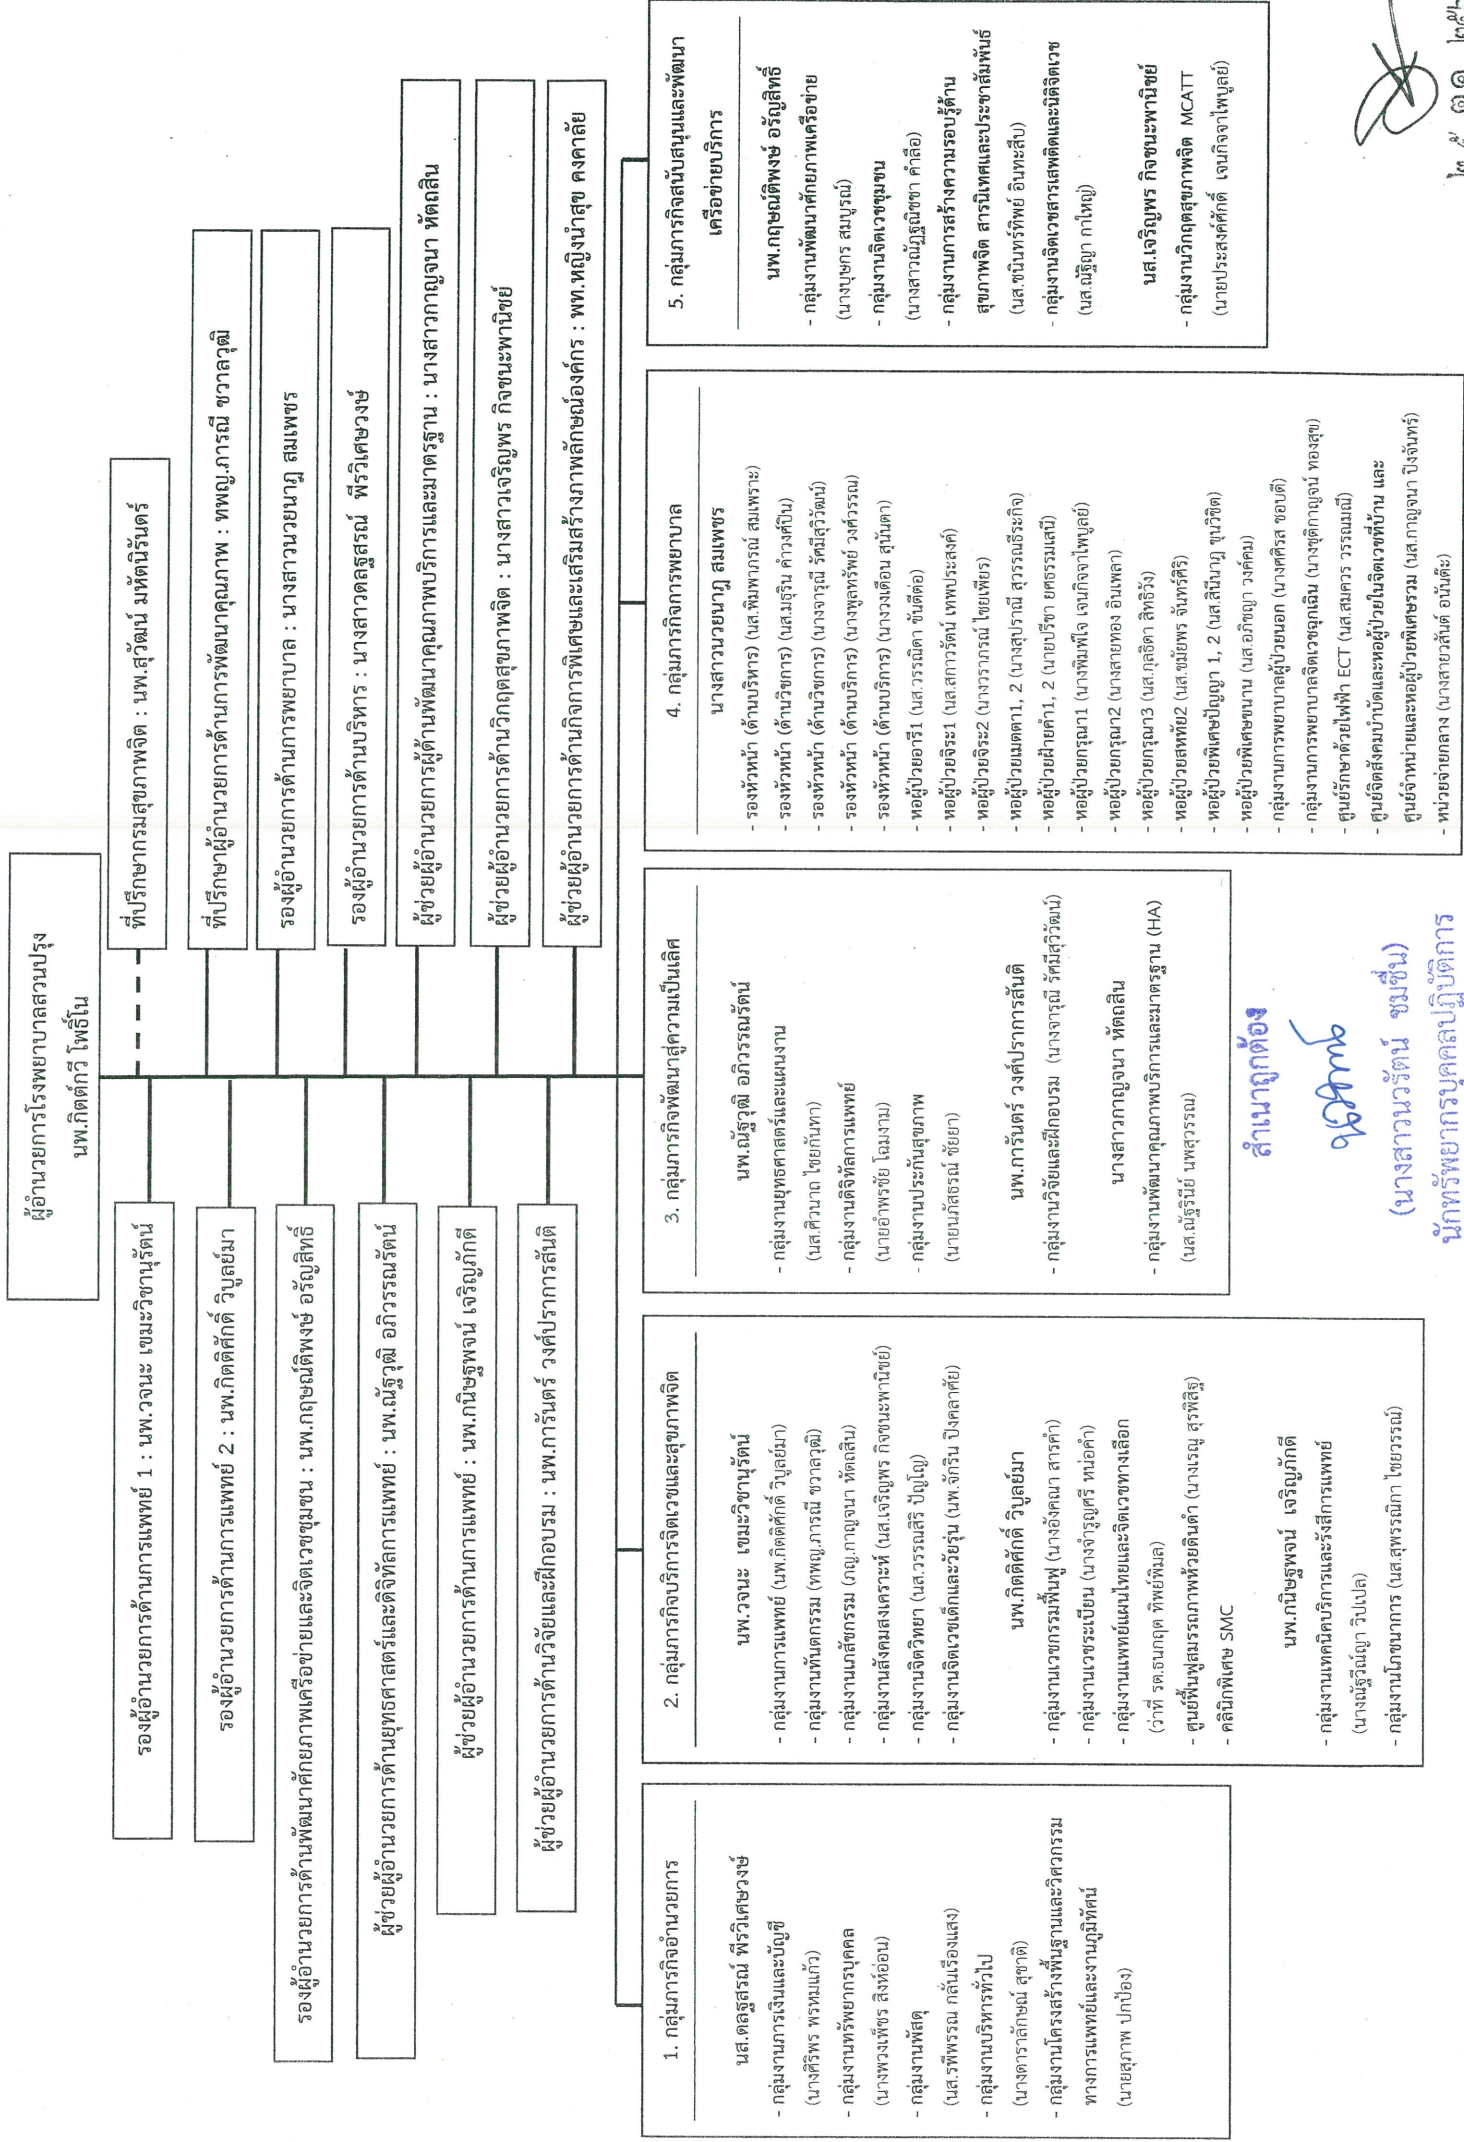 ผู้อำนวยการโรงพยาบาลสวนปรุง
นพ.กิตต์กวี โพธิ์โน
ที่ปรึกษากรมสุขภาพจิต : นพ.สุวัฒน์ มหัตนิรันดร์
ที่ปรึกษาผู้อำนวยการด้านการพัฒนาคุณภาพ : ทพญ.ภารณี ชวาลวุฒิ
รองผู้อำนวยการด้านการพยาบาล : นางสาวนวยนาฎ สมเพชร
รองผู้อำนวยการด้านบริหาร : นางสาวดลฐสรณ์ พีรวิเศษวงษ์
ผู้ช่วยผู้อำนวยการผู้ด้านพัฒนาคุณภาพบริการและมาตรฐาน : นางสาวกาญจนา หัตถสิน
ผู้ช่วยผู้อำนวยการด้านวิกฤตสุขภาพจิต : นางสาวเจริญพร กิจชนะพานิชย์
ผู้ช่วยผู้อำนวยการด้านกิจการพิเศษและเสริมสร้างภาพลักษณ์องค์กร : พท.หญิงนำสุข คงคาลัย
รองผู้อำนวยการด้านการแพทย์ 1 : นพ.วจนะ เขมะวิชานุรัตน์
รองผู้อำนวยการด้านการแพทย์ 2 : นพ.กิตติศักดิ์ วิบูลย์มา
รองผู้อำนวยการด้านพัฒนาศักยภาพเครือข่ายและจิตเวชชุมชน : นพ.กฤษณ์ติพงษ์ อรัญสิทธิ์
ผู้ช่วยผู้อำนวยการด้านยุทธศาสตร์และดิจิทัลการแพทย์ : นพ.ณัฐวุฒิ อภิวรรณรัตน์
ผู้ช่วยผู้อำนวยการด้านการแพทย์ : นพ.กนิษฐพจน์ เจริญภักดี
ผู้ช่วยผู้อำนวยการด้านวิจัยและฝึกอบรม : นพ.การันตร์ วงศ์ปราการสันติ
1. กลุ่มภารกิจอำนวยการ
นส.ดลฐสรณ์ พีรวิเศษวงษ์
- กลุ่มงานการเงินและบัญชี
(นางศิริพร พรหมแก้ว)
- กลุ่มงานทรัพยากรบุคคล
(นางพวงเพ็ชร สิงห์อ่อน)
- กลุ่มงานพัสดุ
(นส.รพีพรรณ กลั่นเรืองแสง)
- กลุ่มงานบริหารทั่วไป
(นางดาราลักษณ์ สุชาติ)
- กลุ่มงานโครงสร้างพื้นฐานและวิศวกรรม
ทางการแพทย์และงานภูมิทัศน์
(นายสุภาพ ปกป้อง)
2. กลุ่มภารกิจบริการจิตเวชและสุขภาพจิต
นพ.วจนะ เขมะวิชานุรัตน์
- กลุ่มงานการแพทย์ (นพ.กิตติศักดิ์ วิบูลย์มา)
- กลุ่มงานทันตกรรม (ทพญ.ภารณี ชวาลวุฒิ)
- กลุ่มงานเภสัชกรรม (ภญ.กาญจนา หัตถสิน)
- กลุ่มงานสังคมสงเคราะห์ (นส.เจริญพร กิจชนะพานิชย์)
- กลุ่มงานจิตวิทยา (นส.วรรณสิริ ปัญโญ)
- กลุ่มงานจิตเวชเด็กและวัยรุ่น (นพ.จักริน ปิงคลาศัย)
นพ.กิตติศักดิ์ วิบูลย์มา
- กลุ่มงานเวชกรรมฟื้นฟู (นางอังคณา สารคำ)
- กลุ่มงานเวชระเบียน (นางจำรูญศรี หน่อคำ)
- กลุ่มงานแพทย์แผนไทยและจิตเวชทางเลือก
(ว่าที่ รต.ธนกฤต ทิพย์พิมล)
- ศูนย์ฟื้นฟูสมรรถภาพห้วยตินดำ (นางเรณู สุรพิสิฐ)
- คลินิกพิเศษ SMC
นพ.กนิษฐพจน์ เจริญภักดี
- กลุ่มงานเทคนิคบริการและรังสีการแพทย์
(นางณัฐวีณ์ญา วิปเปล)
- กลุ่มงานโภชนาการ (นส.สุพรรณิกา ไชยวรรณ์)
3. กลุ่มภารกิจพัฒนาสู่ความเป็นเลิศ
นพ.ณัฐวุฒิ อภิวรรณรัตน์
- กลุ่มงานยุทธศาสตร์และแผนงาน
(นส.ศิวนาถ ไชยกันทา)
- กลุ่มงานดิจิทัลการแพทย์
(นายอำพรชัย โฉมงาม)
- กลุ่มงานประกันสุขภาพ
(นายนภัสธรณ์ ชัยยา)
นพ.การันตร์ วงศ์ปราการสันติ
- กลุ่มงานวิจัยและฝึกอบรม (นางจารุณี รัศมีสุวิวัฒน์)
นางสาวกาญจนา หัตถสิน
- กลุ่มงานพัฒนาคุณภาพบริการและมาตรฐาน (HA)
(นส.ณัฐรินีย์ นพสุวรรณ)
4. กลุ่มภารกิจการพยาบาล
นางสาวนวยนาฎ สมเพชร
- รองหัวหน้า (ด้านบริหาร) (นส.พิมพาภรณ์ สมเพราะ)
- รองหัวหน้า (ด้านวิชการ) (นส.มธุริน คำวงศ์ปิน)
- รองหัวหน้า (ด้านวิชการ) (นางจารุณี รัศมีสุวิวัฒน์)
- รองหัวหน้า (ด้านบริการ) (นางพูลทรัพย์ วงศ์วรรณ)
- รองหัวหน้า (ด้านบริการ) (นางวงเดือน สุนันตา)
- หอผู้ป่วยอารี1 (นส.วรรณิดา ขันตีต่อ)
- หอผู้ป่วยจิระ1 (นส.สกาวรัตน์ เทพประสงค์)
- หอผู้ป่วยจิระ2 (นางวราภรณ์ ไชยเพียร)
- หอผู้ป่วยเมตตา1, 2 (นางสุปราณี สุวรรณธีระกิจ)
- หอผู้ป่วยฝ้ายคำ1, 2 (นายปรีชา ยศธรรมเสนี)
- หอผู้ป่วยกรุณา1 (นางพิมพ์ใจ เจนกิจจาไพบูลย์)
- หอผู้ป่วยกรุณา2 (นางสายทอง อินเพลา)
- หอผู้ป่วยกรุณา3 (นส.กุลธิดา สิทธิวัง)
- หอผู้ป่วยสหทัย2 (นส.ขมัยพร จันทร์ศิริ)
- หอผู้ป่วยพิเศษปัญญา 1, 2 (นส.สีนีนาฎ ขุนวิชิต)
- หอผู้ป่วยพิเศษขนาน (นส.อภิชญา วงค์คม)
- กลุ่มงานการพยาบาลผู้ป่วยนอก (นางศศิรส ชอบดี)
- กลุ่มงานการพยาบาลจิตเวชฉุกเฉิน (นางชุติกาญจน์ ทองสุข)
- ศูนย์รักษาด้วยไฟฟ้า ECT (นส.สมควร วรรณมณี)
- ศูนย์จิตสังคมบำบัดและหอผู้ป่วยในจิตเวชที่บ้าน และ
ศูนย์จำหน่ายและหอผู้ป่วยพิเศษรวม (นส.กาญจนา ปิงจันทร์)
- หน่วยจ่ายกลาง (นางสายวสันต์ อนันต๊ะ)
5. กลุ่มภารกิจสนับสนุนและพัฒนา
เครือข่ายบริการ
นพ.กฤษณ์ติพงษ์ อรัญสิทธิ์
- กลุ่มงานพัฒนาศักยภาพเครือข่าย
(นางบุษกร สมบูรณ์)
- กลุ่มงานจิตเวชชุมชน
(นางสาวณัฏฐณิชชา คำลือ)
- กลุ่มงานการสร้างความรอบรู้ด้าน
สุขภาพจิต สารนิเทศและประชาสัมพันธ์
(นส.ชนินทร์ทิพย์ อินทะสืบ)
- กลุ่มงานจิตเวชสารเสพติดและนิติจิตเวช
(นส.ณัฐิญา กาใหญ่)
นส.เจริญพร กิจชนะพานิชย์
- กลุ่มงานวิกฤตสุขภาพจิต MCATT
(นายประสงค์ศักดิ์ เจนกิจจาไพบูลย์)
สำเนาถูกต้อง
(นางสาวนวรัตน์ ชมชื่น)
นักทรัพยากรบุคคลปฏิบัติการ